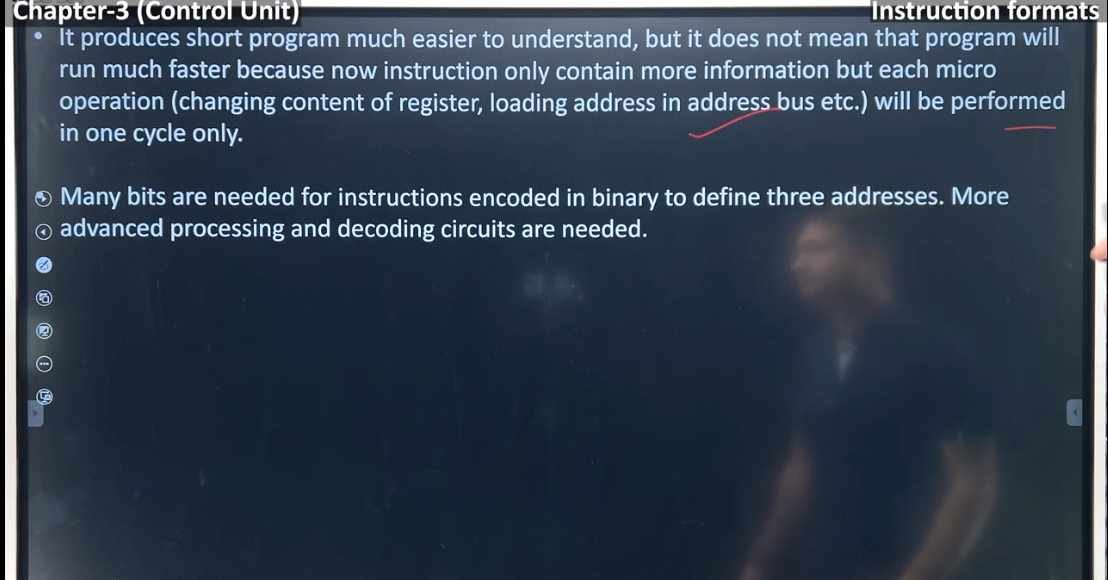 Chapter-3 (Control Unit)
Instruction formats
• It produces short program much easier to understand, but it does not mean that program will
run much faster because now instruction only contain more information but each micro
operation (changing content of register, loading address in address bus etc.) will be performed
in one cycle only.
Many bits are needed for instructions encoded in binary to define three addresses. More
advanced processing and decoding circuits are needed.